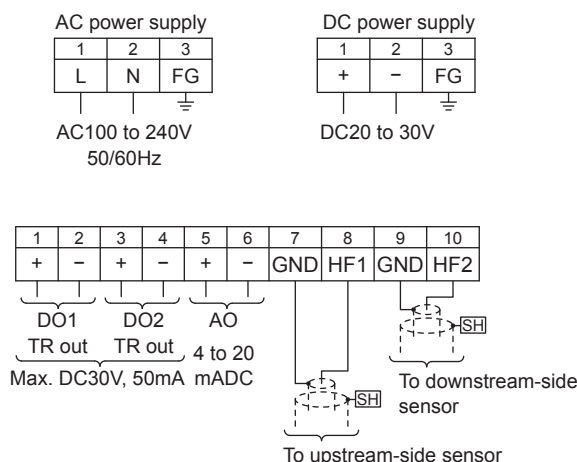 AC power supply
1 2 3
L N FG
AC100 to 240V
50/60Hz
DC power supply
1 2 3
+ − FG
DC20 to 30V
1 2 3 4 5 6 7 8 9 10
+ − + − + − GND HF1 GND HF2
DO1 DO2 AO
TR out TR out 4 to 20
Max. DC30V, 50mA mADC
SH
To downstream-side
sensor
SH
To upstream-side sensor